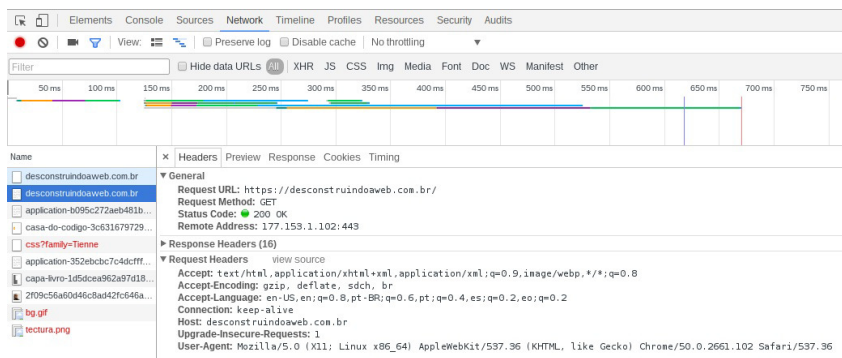 Elements Console Sources Network Timeline Profiles Resources Security Audits
View: Preserve log Disable cache No throttling
Filter Hide data URLs All XHR JS CSS Img Media Font Doc WS Manifest Other
50 ms 100 ms 150 ms 200 ms 250 ms 300 ms 350 ms 400 ms 450 ms 500 ms 550 ms 600 ms 650 ms 700 ms 750 ms
Name
desconstruindoaweb.com.br
desconstruindoaweb.com.br
application-b095c272aeb481b...
casa-do-codigo-3c631679729...
css?family=Tienne
application-352ebcbc7c4dcfff...
capa-livro-1d5dcea962a97d18...
2f09c56a60d46c8ad42fc646a...
bg.gif
tectura.png
× Headers Preview Response Cookies Timing
General
Request URL: https://desconstruindoaweb.com.br/
Request Method: GET
Status Code: 200 OK
Remote Address: 177.153.1.102:443
Response Headers (16)
Request Headers view source
Accept: text/html,application/xhtml+xml,application/xml;q=0.9,image/webp,*/*;q=0.8
Accept-Encoding: gzip, deflate, sdch, br
Accept-Language: en-US,en;q=0.8,pt-BR;q=0.6,pt;q=0.4,es;q=0.2,eo;q=0.2
Connection: keep-alive
Host: desconstruindoaweb.com.br
Upgrade-Insecure-Requests: 1
User-Agent: Mozilla/5.0 (X11; Linux x86_64) AppleWebKit/537.36 (KHTML, like Gecko) Chrome/50.0.2661.102 Safari/537.36